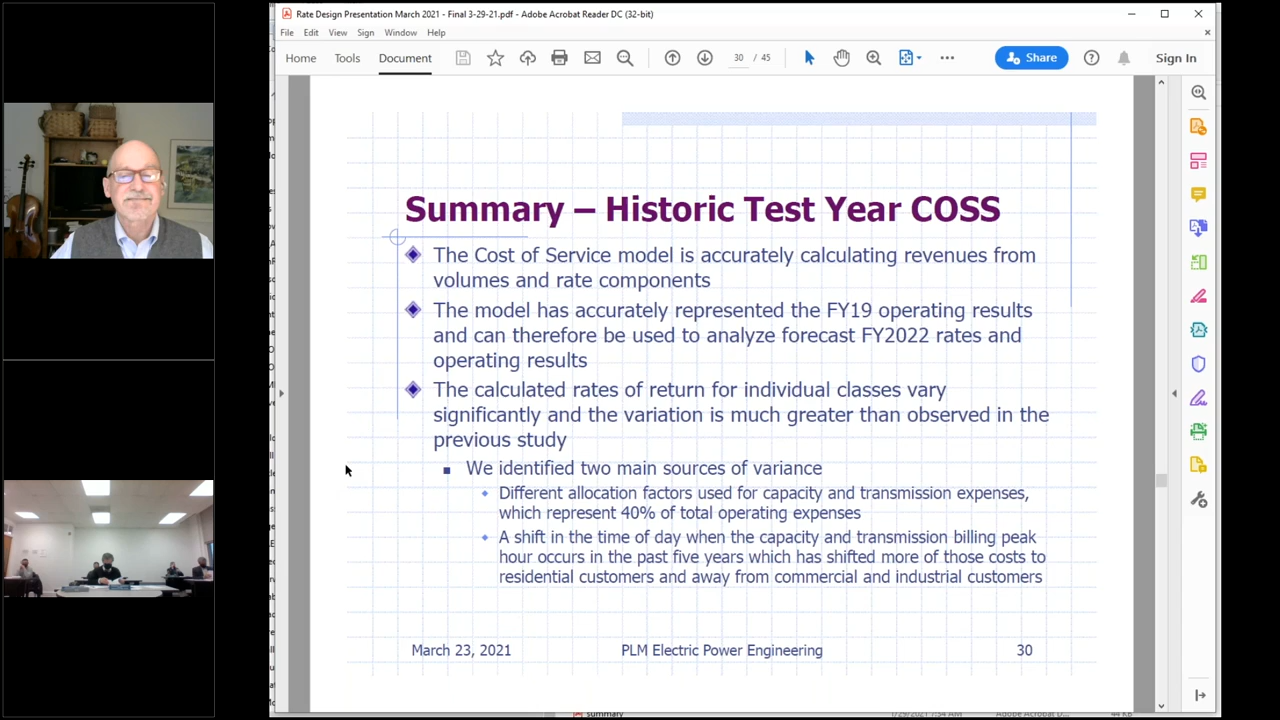 Rate Design Presentation March 2021 - Final 3-29-21.pdf - Adobe Acrobat Reader DC (32-bit)
File Edit View Sign Window Help
Home Tools Document 30 / 45 Share Sign In
Summary – Historic Test Year COSS
The Cost of Service model is accurately calculating revenues from
volumes and rate components
The model has accurately represented the FY19 operating results
and can therefore be used to analyze forecast FY2022 rates and
operating results
The calculated rates of return for individual classes vary
significantly and the variation is much greater than observed in the
previous study
We identified two main sources of variance
Different allocation factors used for capacity and transmission expenses,
which represent 40% of total operating expenses
A shift in the time of day when the capacity and transmission billing peak
hour occurs in the past five years which has shifted more of those costs to
residential customers and away from commercial and industrial customers
March 23, 2021 PLM Electric Power Engineering 30
summary